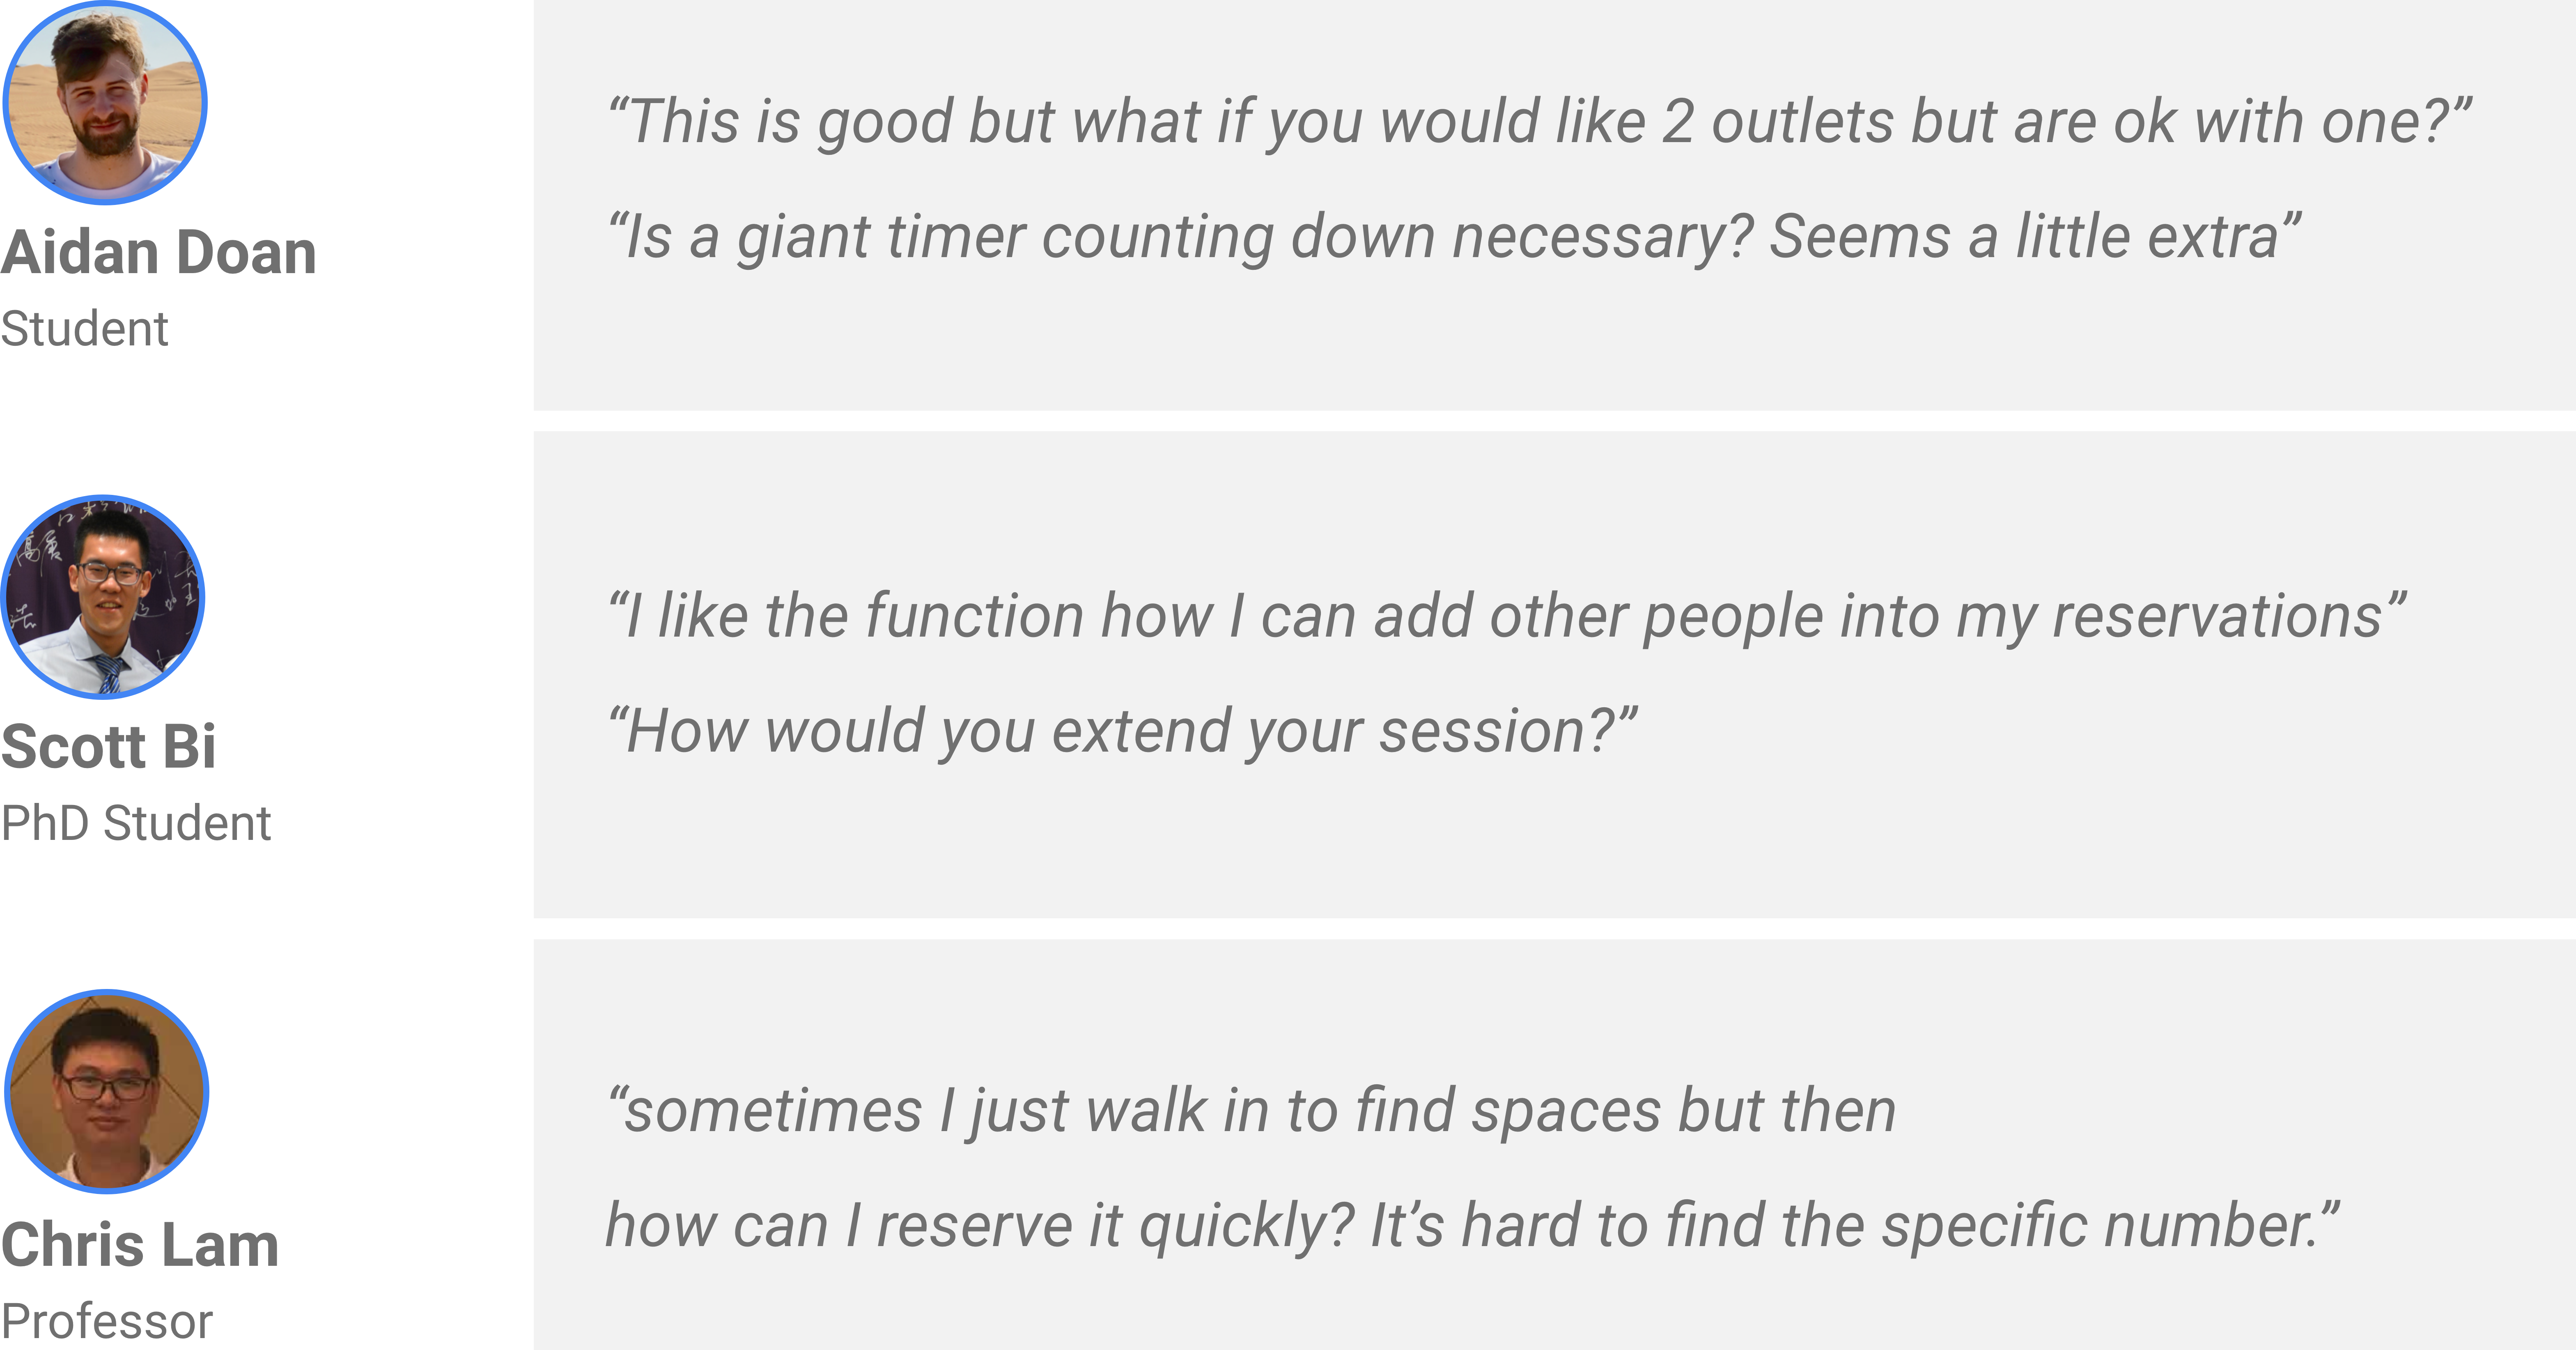 Aidan Doan
Student
“This is good but what if you would like 2 outlets but are ok with one?”
“Is a giant timer counting down necessary? Seems a little extra”
Scott Bi
PhD Student
“I like the function how I can add other people into my reservations”
“How would you extend your session?”
Chris Lam
Professor
“sometimes I just walk in to find spaces but then
how can I reserve it quickly? It’s hard to find the specific number.”